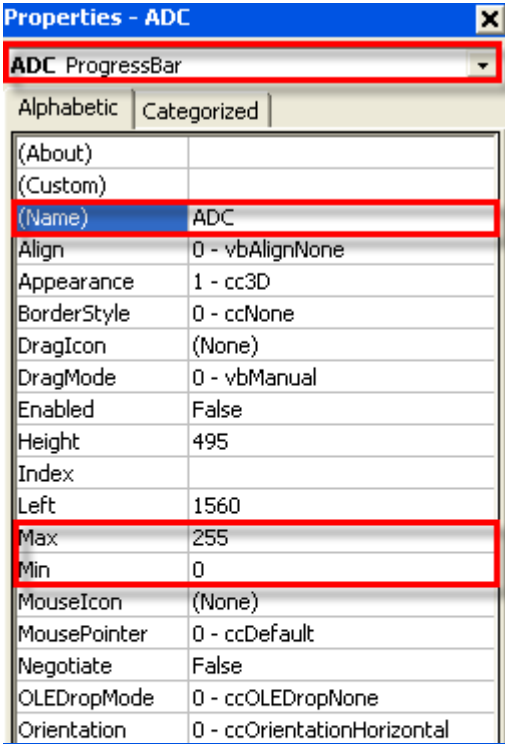 Properties - ADC
ADC ProgressBar
Alphabetic Categorized
(About)
(Custom)
(Name) ADC
Align 0 - vbAlignNone
Appearance 1 - cc3D
BorderStyle 0 - ccNone
DragIcon (None)
DragMode 0 - vbManual
Enabled False
Height 495
Index
Left 1560
Max 255
Min 0
MouseIcon (None)
MousePointer 0 - ccDefault
Negotiate False
OLEDropMode 0 - ccOLEDropNone
Orientation 0 - ccOrientationHorizontal